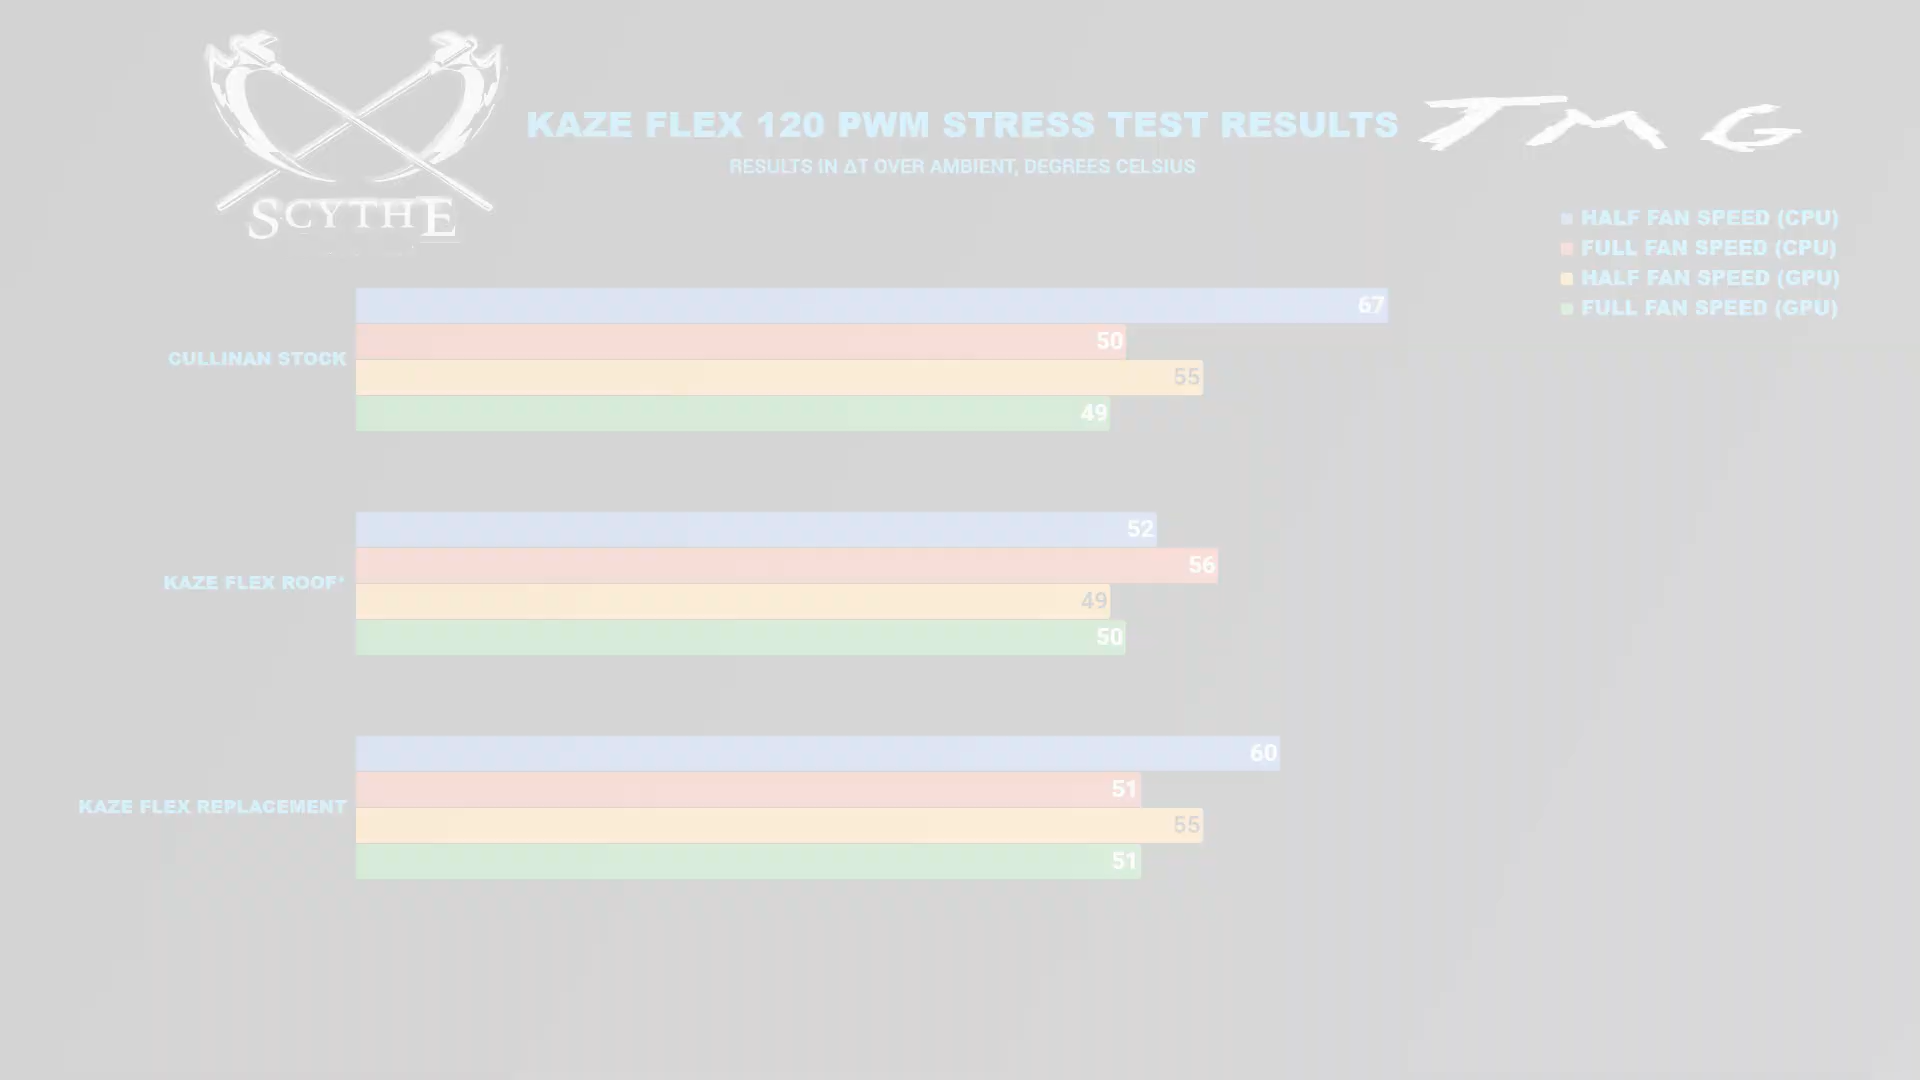 SCYTHE
KAZE FLEX 120 PWM STRESS TEST RESULTS
TMG
RESULTS IN ΔT OVER AMBIENT, DEGREES CELSIUS
HALF FAN SPEED (CPU)
FULL FAN SPEED (CPU)
HALF FAN SPEED (GPU)
FULL FAN SPEED (GPU)
CULLINAN STOCK
67
50
55
49
KAZE FLEX ROOF*
52
56
49
50
KAZE FLEX REPLACEMENT
60
51
55
51